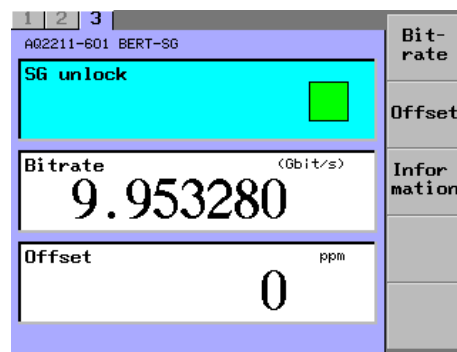 1 2 3
AQ2211-601 BERT-SG
SG unlock
Bitrate (Gbit/s)
9.953280
Offset ppm
0
Bit-
rate
Offset
Infor
mation